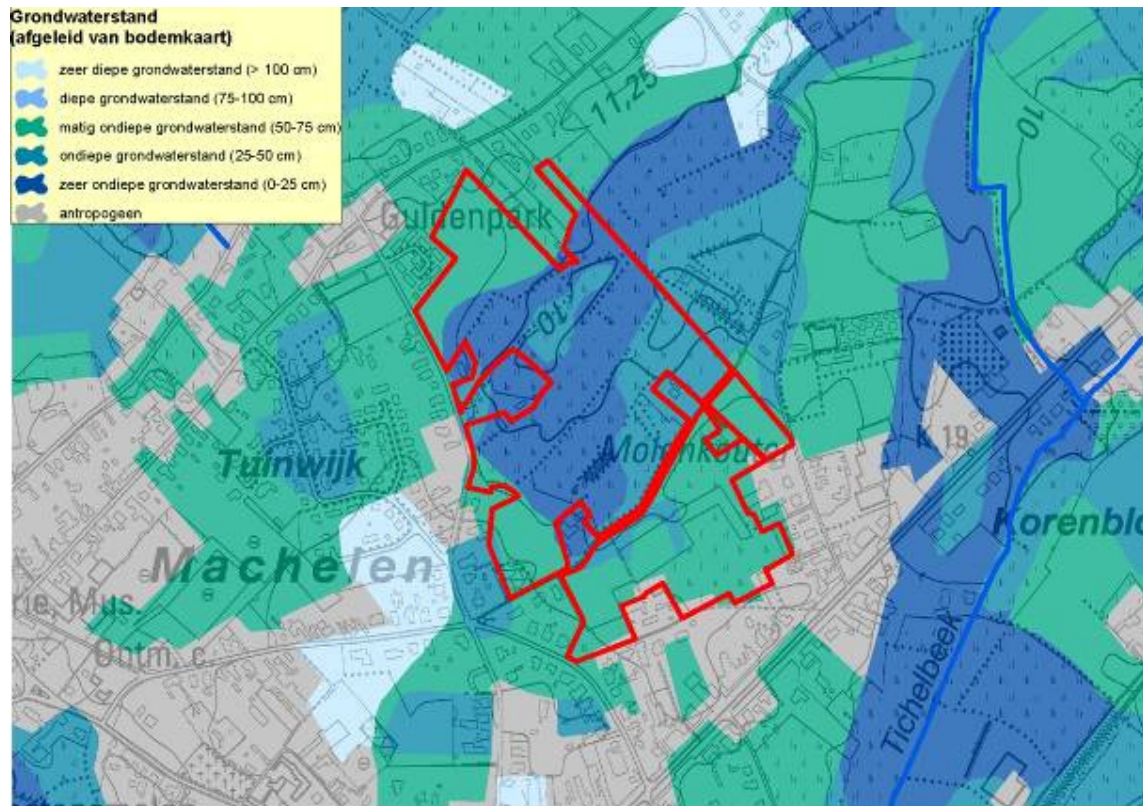 Grondwaterstand
(afgeleid van bodemkaart)
zeer diepe grondwaterstand (> 100 cm)
diepe grondwaterstand (75-100 cm)
matig ondiepe grondwaterstand (50-75 cm)
ondiepe grondwaterstand (25-50 cm)
zeer ondiepe grondwaterstand (0-25 cm)
antropogeen
11,25
10
Guldenpark
10
K 19
Tuinwijk
Korenblo
Machelen
Mus.
Ontm. c.
Tichelbeek